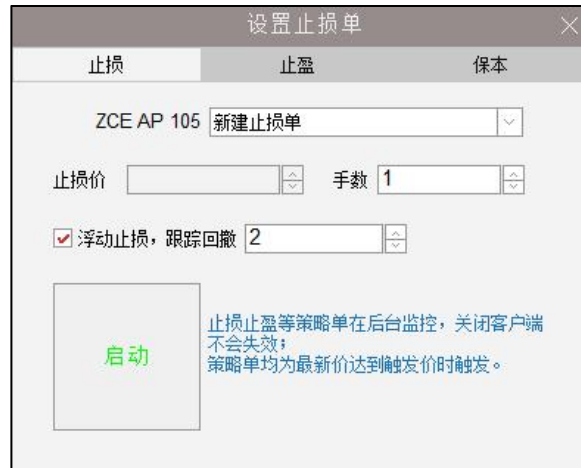 设置止损单
止损 止盈 保本
ZCE AP 105 新建止损单
止损价 手数 1
浮动止损，跟踪回撤 2
启动
止损止盈等策略单在后台监控，关闭客户端
不会失效；
策略单均为最新价达到触发价时触发。